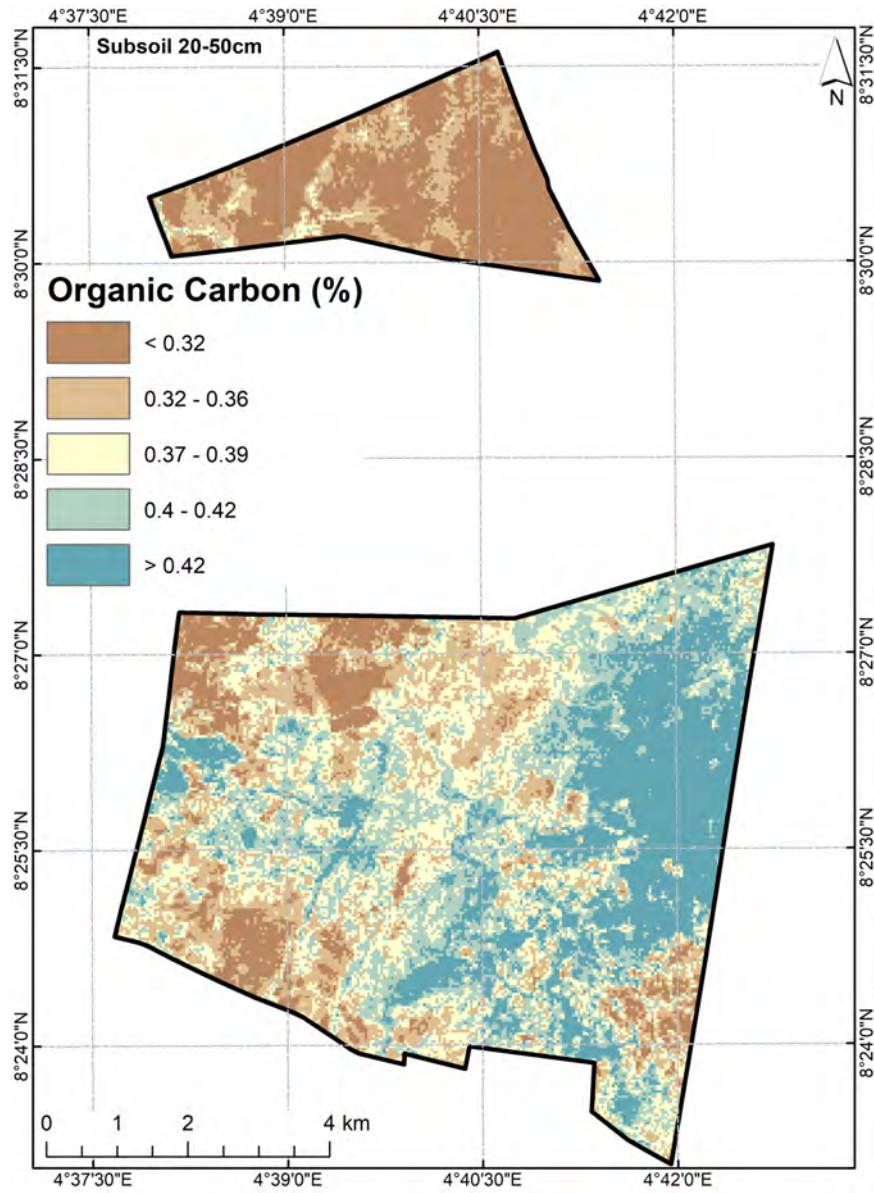 4°37'30"E 4°39'0"E 4°40'30"E 4°42'0"E
Subsoil 20-50cm
N
8°31'30"N 8°31'30"N
8°30'0"N 8°30'0"N
Organic Carbon (%)
< 0.32
0.32 - 0.36
0.37 - 0.39
0.4 - 0.42
> 0.42
8°28'30"N 8°28'30"N
8°27'0"N 8°27'0"N
8°25'30"N 8°25'30"N
8°24'0"N 8°24'0"N
0 1 2 4 km
4°37'30"E 4°39'0"E 4°40'30"E 4°42'0"E